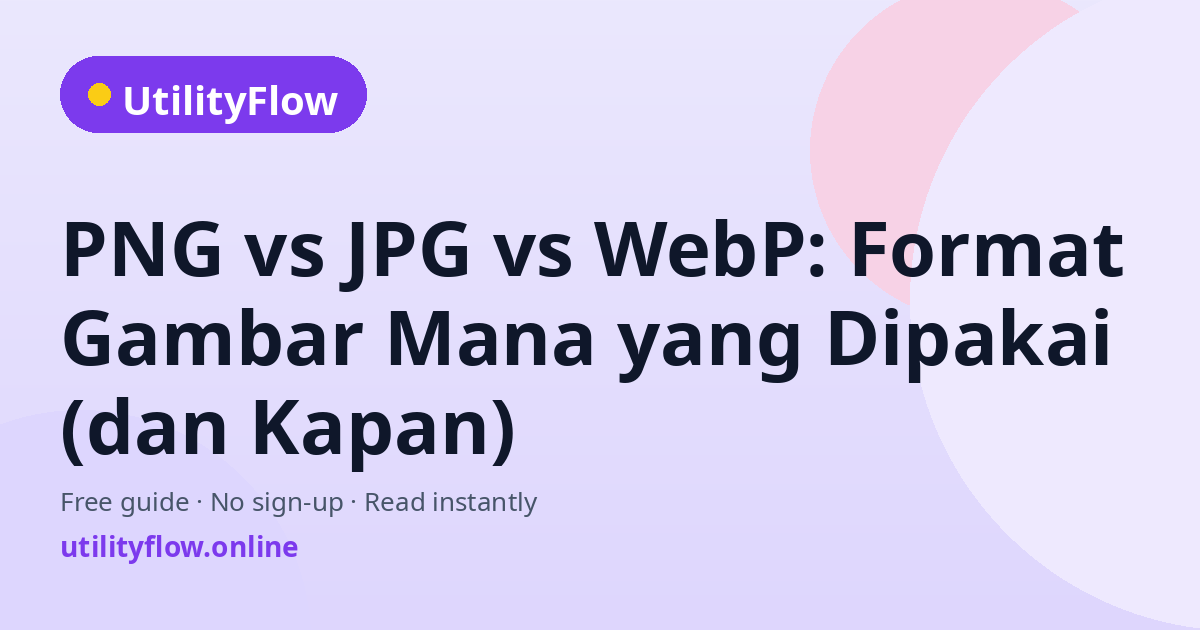 UtilityFlow
PNG vs JPG vs WebP: Format
Gambar Mana yang Dipakai
(dan Kapan)
Free guide · No sign-up · Read instantly
utilityflow.online